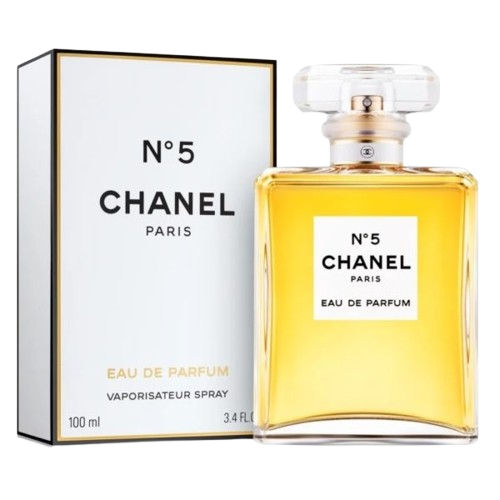 N°5
CHANEL
PARIS
EAU DE PARFUM
VAPORISATEUR SPRAY
100 ml 3.4 FL.
N°5
CHANEL
PARIS
EAU DE PARFUM